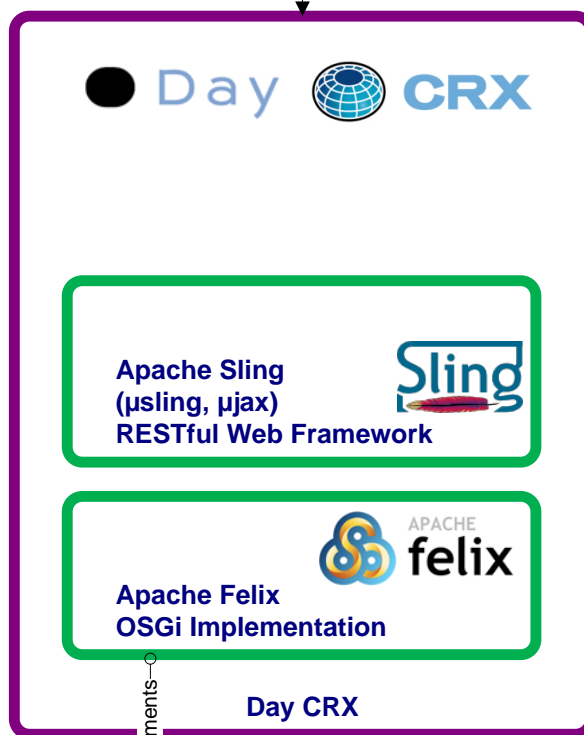 Day CRX
Apache Sling
(µsling, µjax)
RESTful Web Framework
Sling
APACHE
felix
Apache Felix
OSGi Implementation
ments
Day CRX